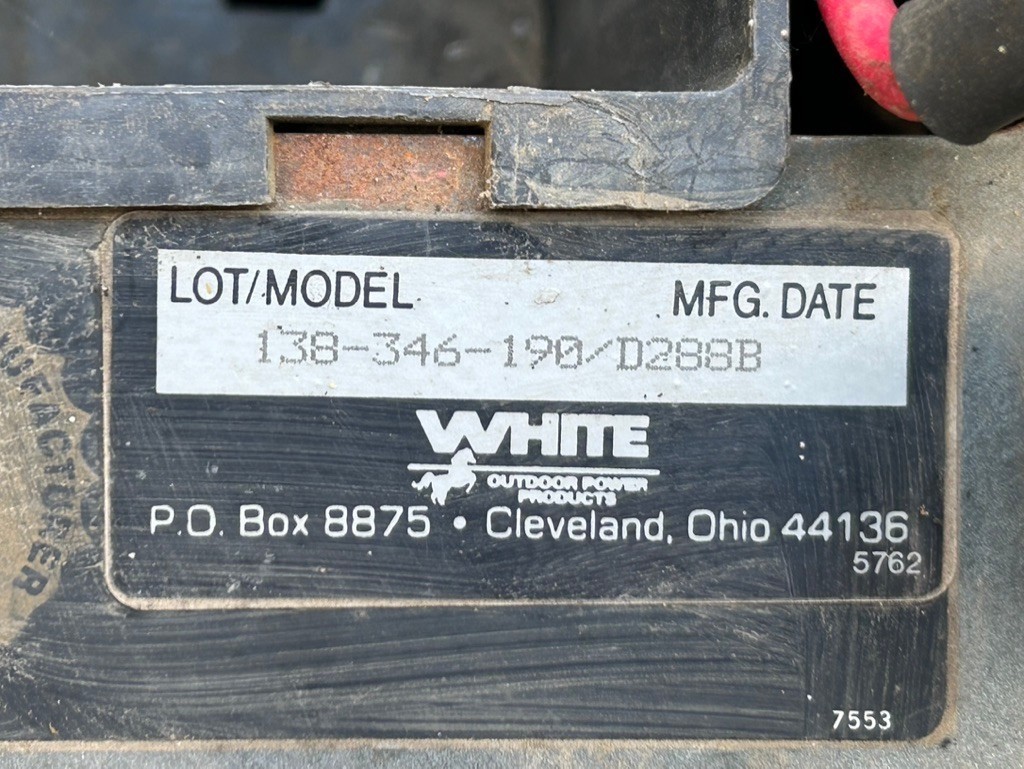 LOT/MODEL MFG. DATE
138-346-190/D288B
WHITE
OUTDOOR POWER
PRODUCTS
P.O. Box 8875 • Cleveland, Ohio 44136
5762
7553